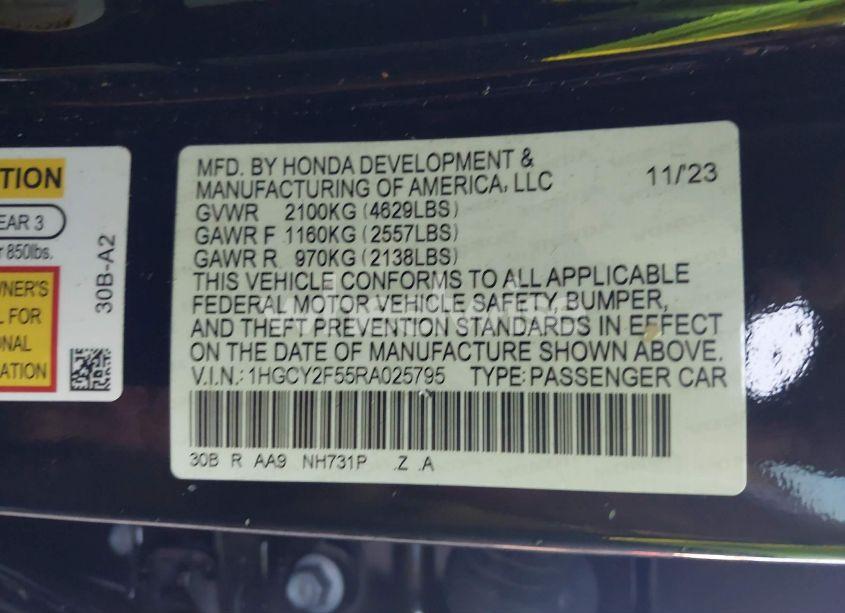 TION
EAR 3
r 850lbs.
NER'S
L FOR
ONAL
ATION
30B-A2
MFD. BY HONDA DEVELOPMENT &
MANUFACTURING OF AMERICA, LLC 11/'23
GVWR 2100KG (4629LBS)
GAWR F 1160KG (2557LBS)
GAWR R 970KG (2138LBS)
THIS VEHICLE CONFORMS TO ALL APPLICABLE
FEDERAL MOTOR VEHICLE SAFETY, BUMPER,
AND THEFT PREVENTION STANDARDS IN EFFECT
ON THE DATE OF MANUFACTURE SHOWN ABOVE.
V.I.N.: 1HGCY2F55RA025795 TYPE: PASSENGER CAR
30B R AA9 NH731P .Z .A